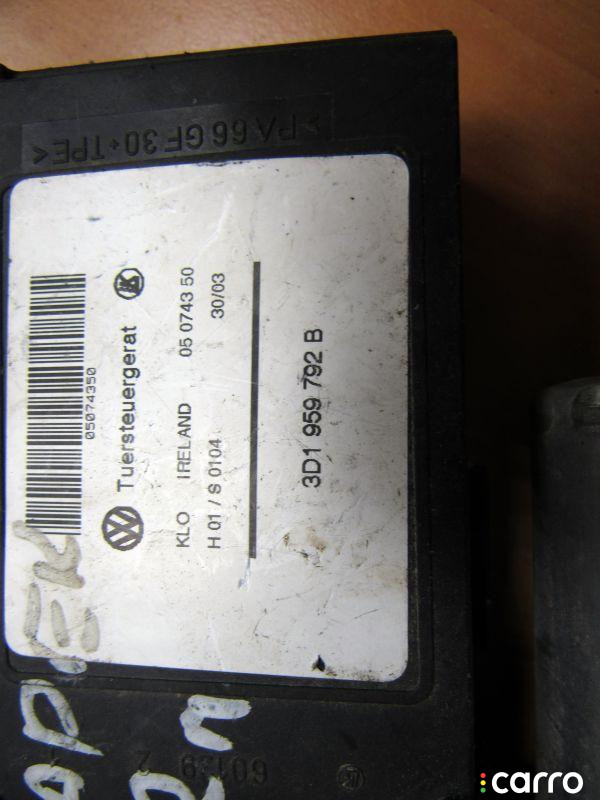 >PA 66 GF 30+TPE<
05074350
Tuersteuergerat
KLO IRELAND 05 0743 50
H 01 / S 0104 30/03
3D1 959 792 B
carro